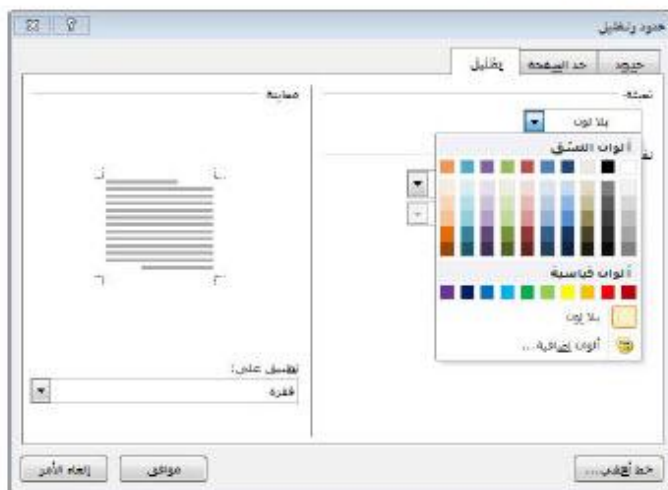 حدود وتظليل
حدود
حد الصفحة
تظليل
تعبئة
بلا لون
ألوان النسق
ألوان قياسية
بلا لون
ألوان إضافية...
معاينة
تطبيق على:
فقرة
خط أفقي...
موافق
إلغاء الأمر